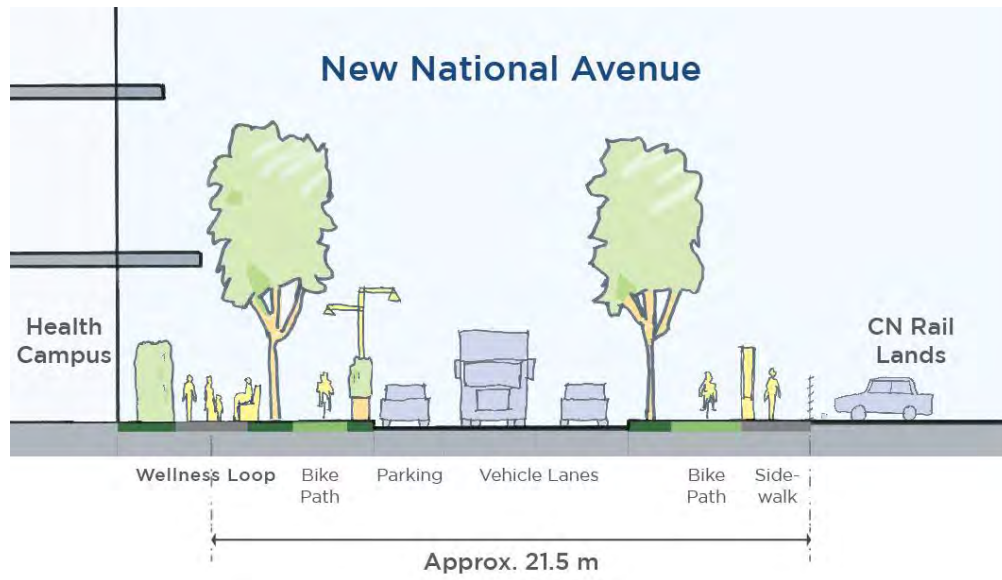 New National Avenue
Health
Campus
CN Rail
Lands
Wellness Loop
Bike
Path
Parking
Vehicle Lanes
Bike
Path
Side-
walk
Approx. 21.5 m